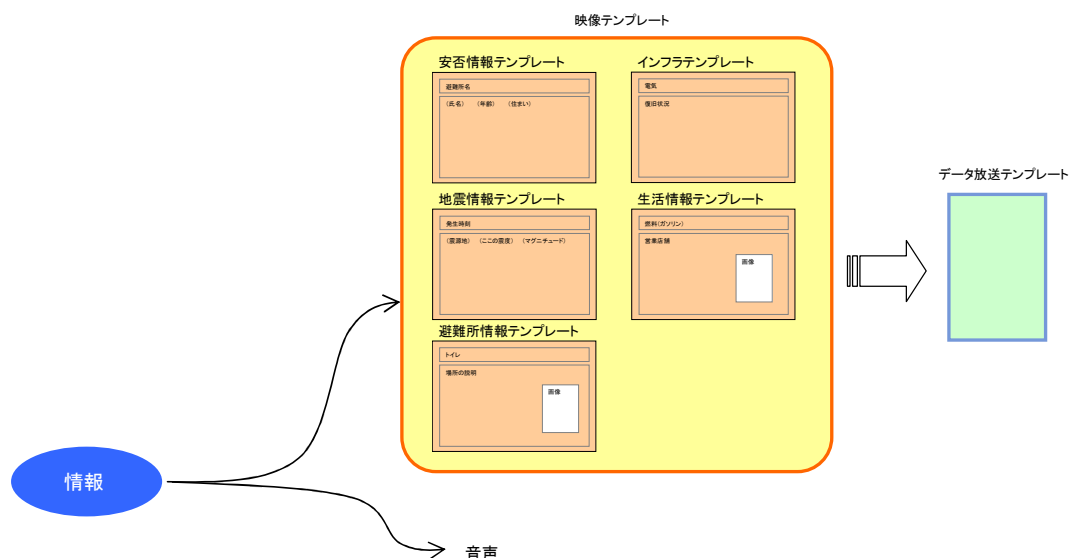 映像テンプレート
安否情報テンプレート
避難所名
(氏名) (年齢) (住まい)
インフラテンプレート
電気
復旧状況
地震情報テンプレート
発生時刻
(震源地) (ここの震度) (マグニチュード)
生活情報テンプレート
燃料(ガソリン)
営業店舗
画像
避難所情報テンプレート
トイレ
場所の説明
画像
データ放送テンプレート
情報
音声